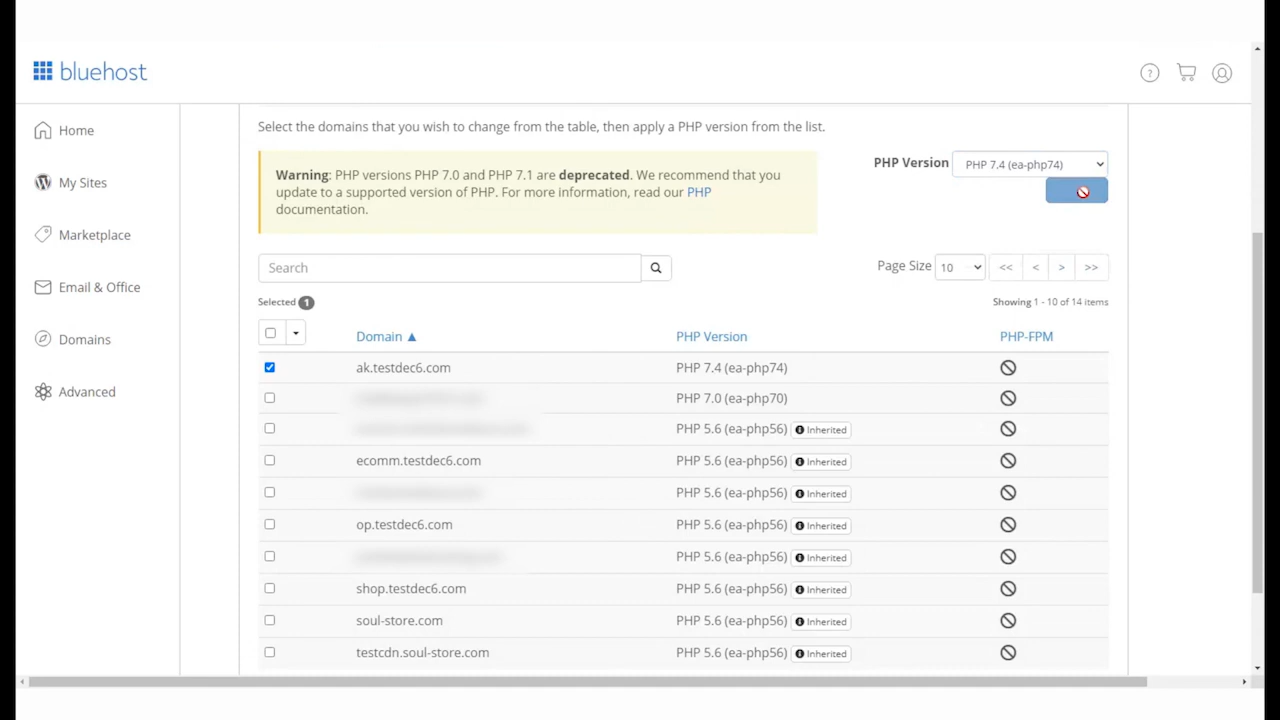 bluehost
?
Home
My Sites
Marketplace
Email & Office
Domains
Advanced
Select the domains that you wish to change from the table, then apply a PHP version from the list.
Warning: PHP versions PHP 7.0 and PHP 7.1 are deprecated. We recommend that you
update to a supported version of PHP. For more information, read our PHP
documentation.
PHP Version PHP 7.4 (ea-php74)
Search
Page Size 10 << < > >>
Selected 1
Showing 1 - 10 of 14 items
Domain ▲ PHP Version PHP-FPM
ak.testdec6.com PHP 7.4 (ea-php74)
PHP 7.0 (ea-php70)
PHP 5.6 (ea-php56) Inherited
ecomm.testdec6.com PHP 5.6 (ea-php56) Inherited
PHP 5.6 (ea-php56) Inherited
op.testdec6.com PHP 5.6 (ea-php56) Inherited
PHP 5.6 (ea-php56) Inherited
shop.testdec6.com PHP 5.6 (ea-php56) Inherited
soul-store.com PHP 5.6 (ea-php56) Inherited
testcdn.soul-store.com PHP 5.6 (ea-php56) Inherited